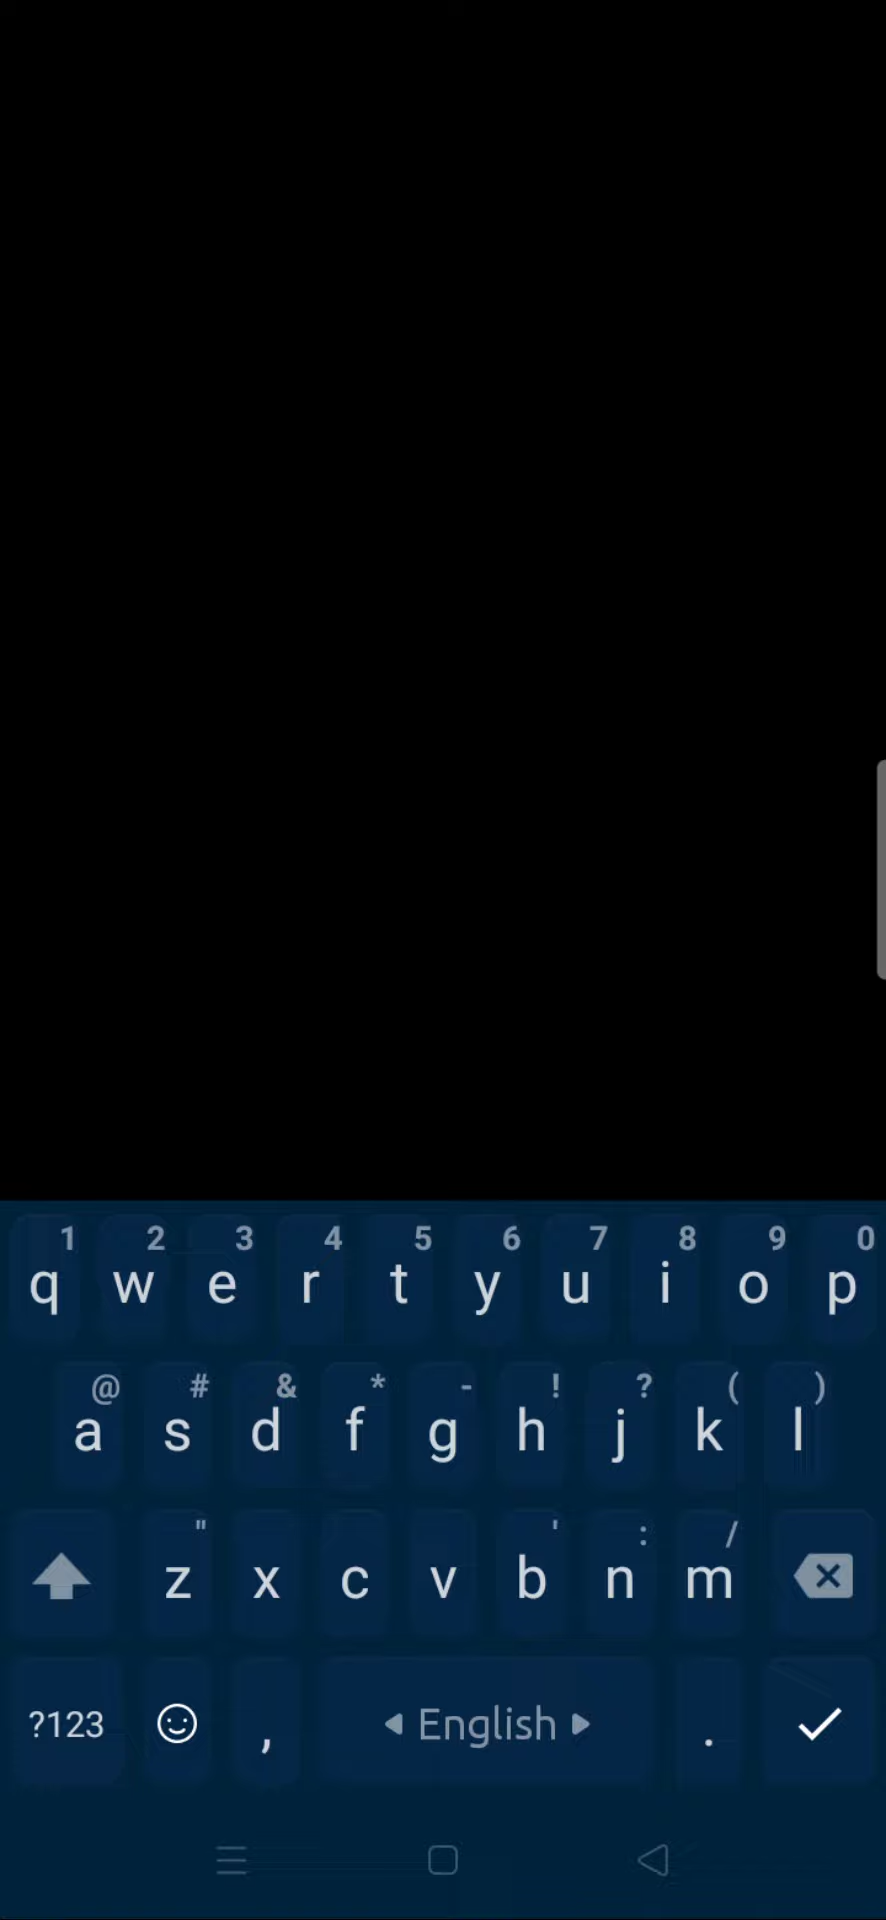 1 2 3 4 5 6 7 8 9 0
q w e r t y u i o p
@ # & * - ! ? ( )
a s d f g h j k l
" ' : /
z x c v b n m
?123 , English .